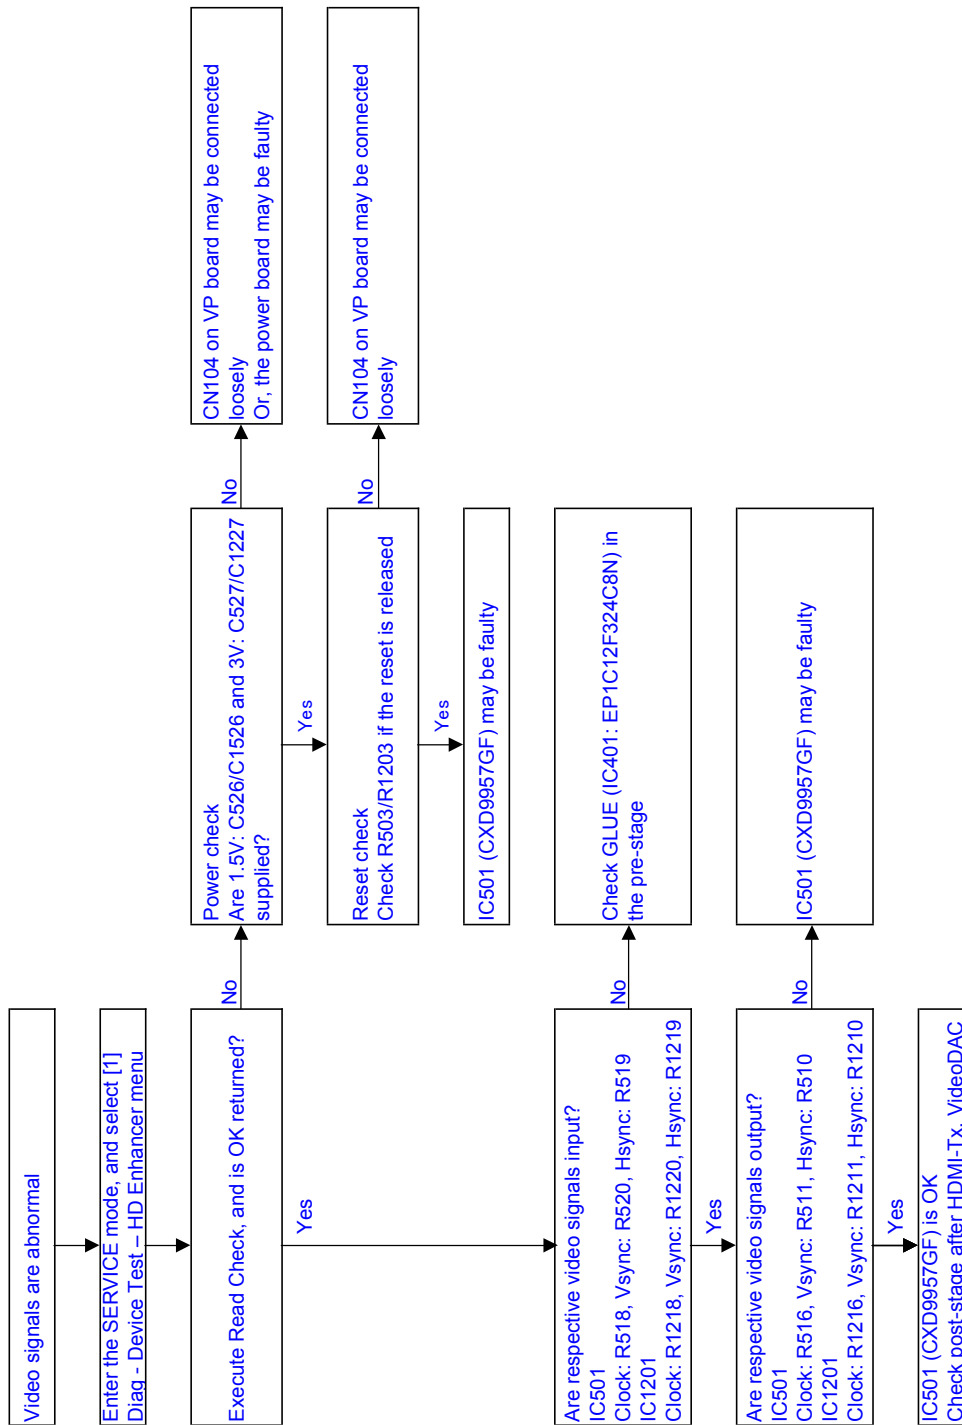 Video signals are abnormal
Enter the SERVICE mode, and select [1]
Diag - Device Test – HD Enhancer menu
Execute Read Check, and is OK returned?
No
Yes
Power check
Are 1.5V: C526/C1526 and 3V: C527/C1227
supplied?
No
Yes
CN104 on VP board may be connected
loosely
Or, the power board may be faulty
Reset check
Check R503/R1203 if the reset is released
No
Yes
CN104 on VP board may be connected
loosely
IC501 (CXD9957GF) may be faulty
Are respective video signals input?
IC501
Clock: R518, Vsync: R520, Hsync: R519
IC1201
Clock: R1218, Vsync: R1220, Hsync: R1219
No
Yes
Check GLUE (IC401: EP1C12F324C8N) in
the pre-stage
Are respective video signals output?
IC501
Clock: R516, Vsync: R511, Hsync: R510
IC1201
Clock: R1216, Vsync: R1211, Hsync: R1210
No
Yes
IC501 (CXD9957GF) may be faulty
IC501 (CXD9957GF) is OK
Check post-stage after HDMI-Tx, VideoDAC